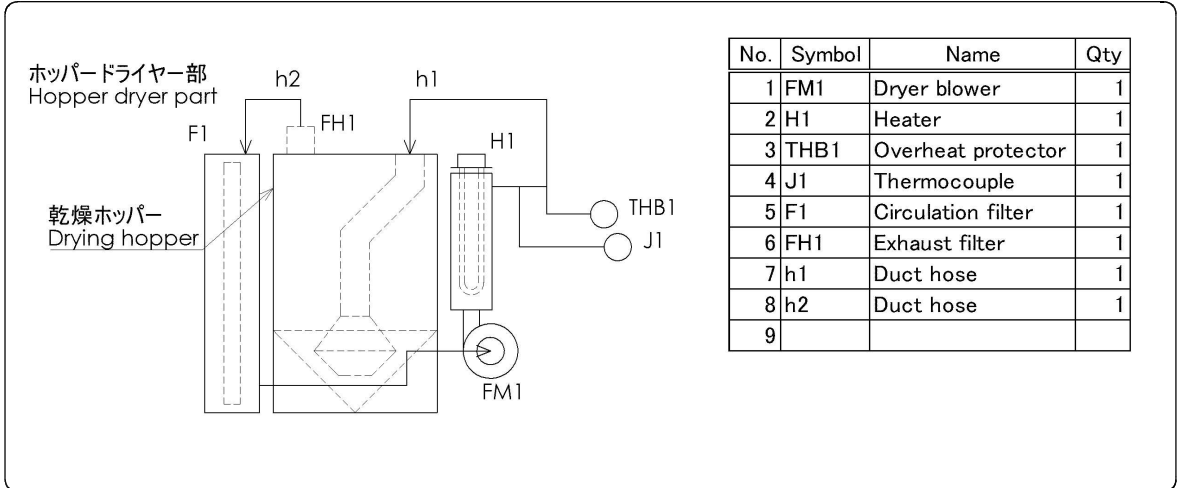 ホッパードライヤー部
Hopper dryer part
h2
h1
F1
FH1
H1
乾燥ホッパー
Drying hopper
THB1
J1
FM1
No. Symbol Name Qty
1 FM1 Dryer blower 1
2 H1 Heater 1
3 THB1 Overheat protector 1
4 J1 Thermocouple 1
5 F1 Circulation filter 1
6 FH1 Exhaust filter 1
7 h1 Duct hose 1
8 h2 Duct hose 1
9